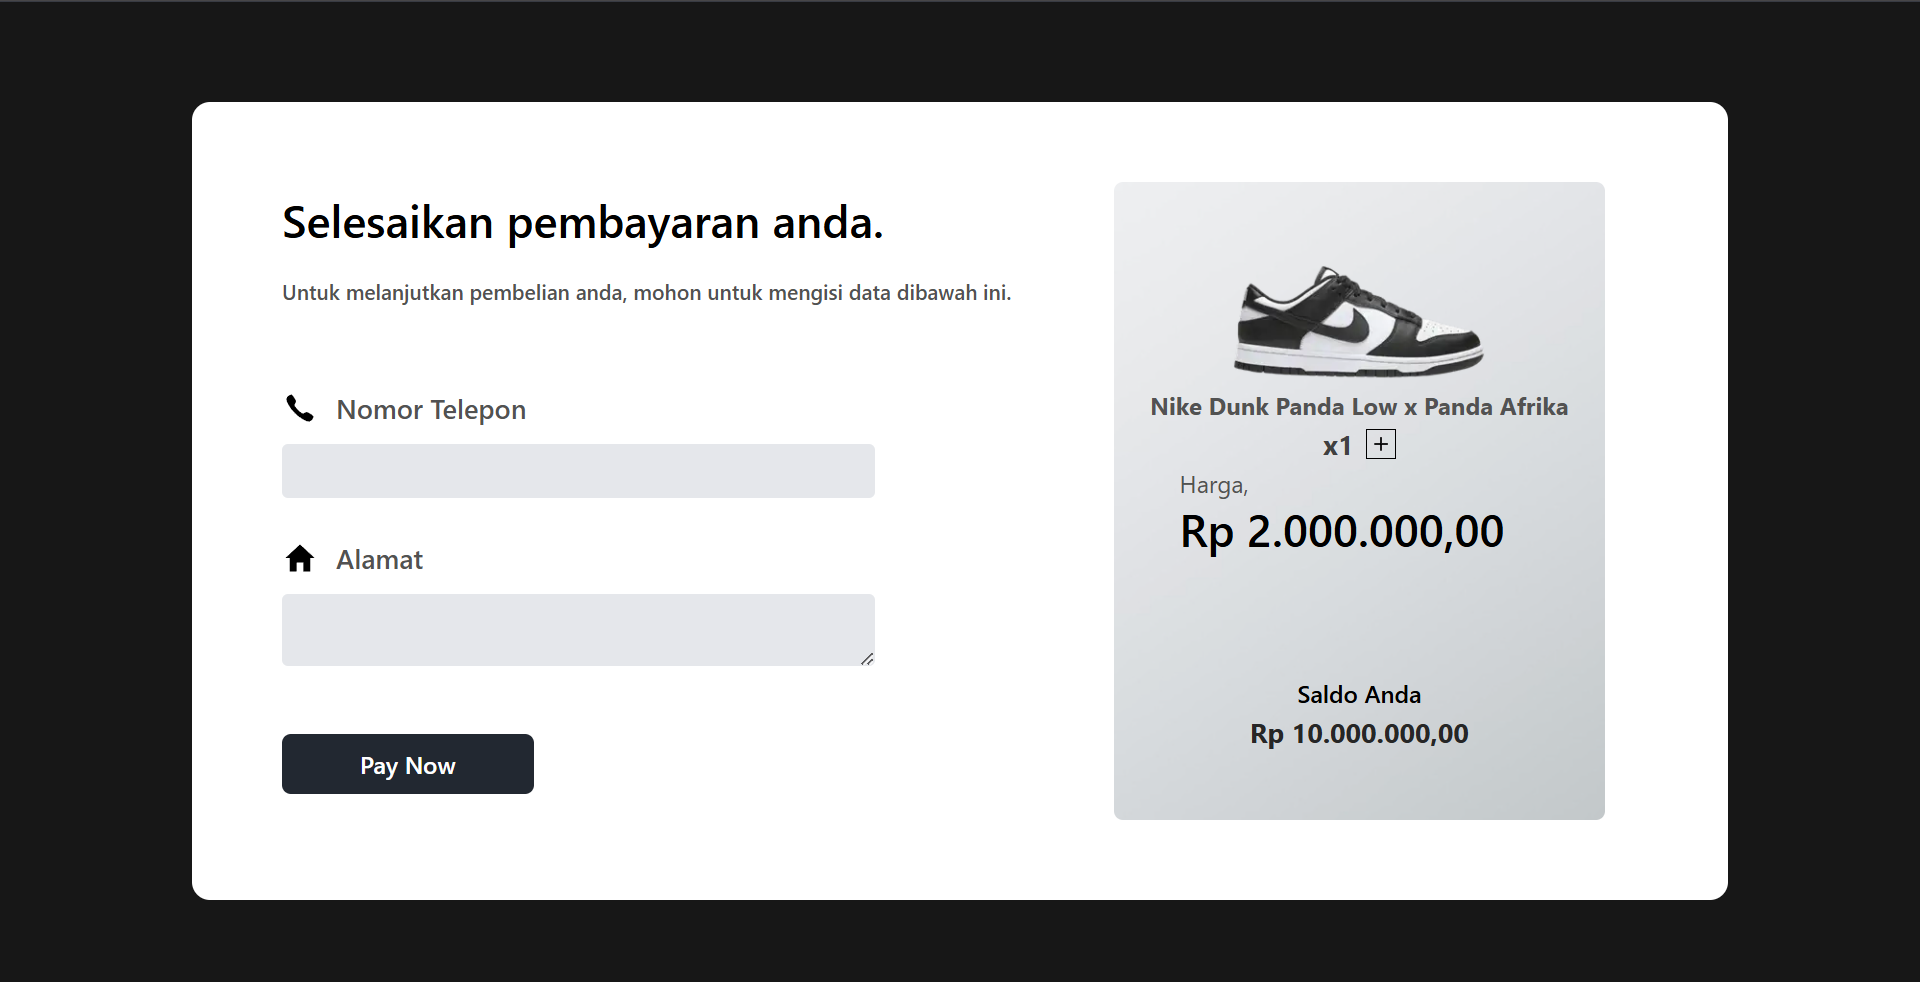 Selesaikan pembayaran anda.
Untuk melanjutkan pembelian anda, mohon untuk mengisi data dibawah ini.
Nomor Telepon
Alamat
Pay Now
Nike Dunk Panda Low x Panda Afrika
x1 +
Harga,
Rp 2.000.000,00
Saldo Anda
Rp 10.000.000,00